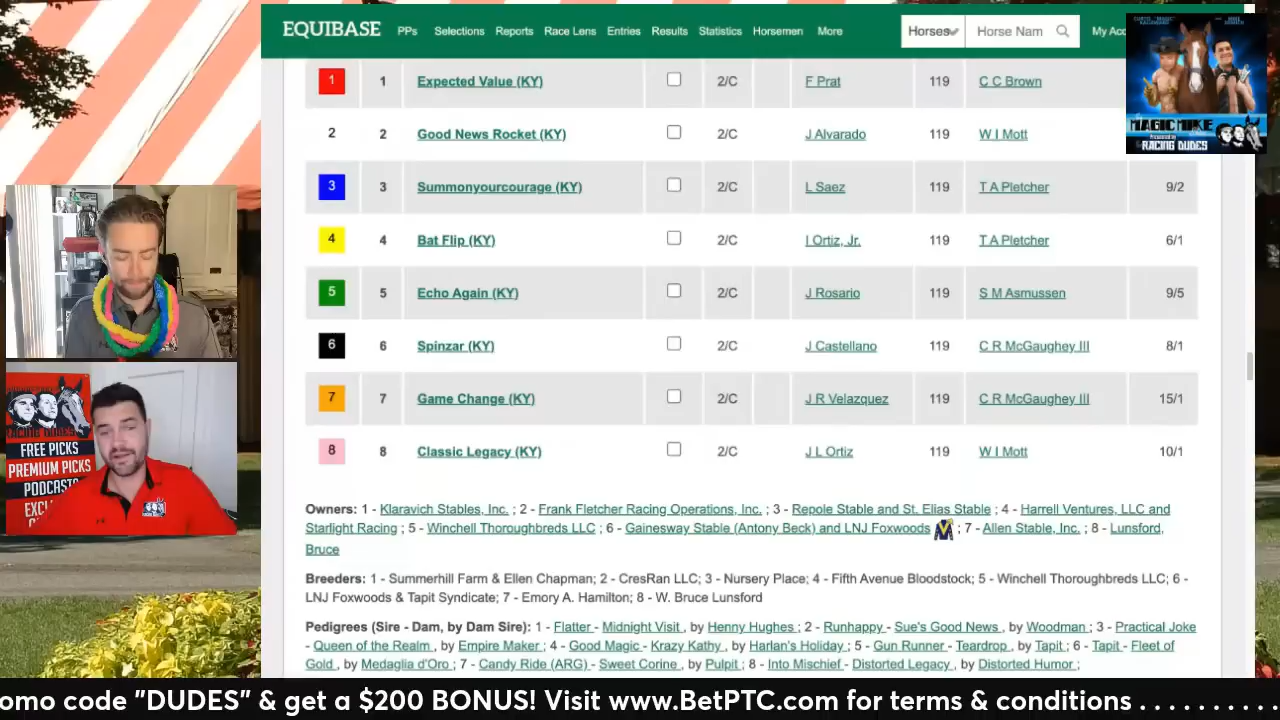 EQUIBASE PPs Selections Reports Race Lens Entries Results Statistics Horsemen More Horses Horse Nam My Acc
1 1 Expected Value (KY) 2/C F Prat 119 C C Brown
2 2 Good News Rocket (KY) 2/C J Alvarado 119 W I Mott
3 3 Summonyourcourage (KY) 2/C L Saez 119 T A Pletcher 9/2
4 4 Bat Flip (KY) 2/C I Ortiz, Jr. 119 T A Pletcher 6/1
5 5 Echo Again (KY) 2/C J Rosario 119 S M Asmussen 9/5
6 6 Spinzar (KY) 2/C J Castellano 119 C R McGaughey III 8/1
7 7 Game Change (KY) 2/C J R Velazquez 119 C R McGaughey III 15/1
8 8 Classic Legacy (KY) 2/C J L Ortiz 119 W I Mott 10/1
Owners: 1 - Klaravich Stables, Inc. ; 2 - Frank Fletcher Racing Operations, Inc. ; 3 - Repole Stable and St. Elias Stable ; 4 - Harrell Ventures, LLC and
Starlight Racing ; 5 - Winchell Thoroughbreds LLC ; 6 - Gainesway Stable (Antony Beck) and LNJ Foxwoods ; 7 - Allen Stable, Inc. ; 8 - Lunsford,
Bruce
Breeders: 1 - Summerhill Farm & Ellen Chapman; 2 - CresRan LLC; 3 - Nursery Place; 4 - Fifth Avenue Bloodstock; 5 - Winchell Thoroughbreds LLC; 6 -
LNJ Foxwoods & Tapit Syndicate; 7 - Emory A. Hamilton; 8 - W. Bruce Lunsford
Pedigrees (Sire - Dam, by Dam Sire): 1 - Flatter - Midnight Visit , by Henny Hughes ; 2 - Runhappy - Sue's Good News , by Woodman ; 3 - Practical Joke
- Queen of the Realm , by Empire Maker ; 4 - Good Magic - Krazy Kathy , by Harlan's Holiday ; 5 - Gun Runner - Teardrop , by Tapit ; 6 - Tapit - Fleet of
Gold , by Medaglia d'Oro ; 7 - Candy Ride (ARG) - Sweet Corine , by Pulpit ; 8 - Into Mischief - Distorted Legacy , by Distorted Humor ;
MAGIC MIKE
RACING DUDES
RACING DUDES
FREE PICKS
PREMIUM PICKS
PODCASTS
omo code "DUDES" & get a $200 BONUS! Visit www.BetPTC.com for terms & conditions . . . . . . . . . .